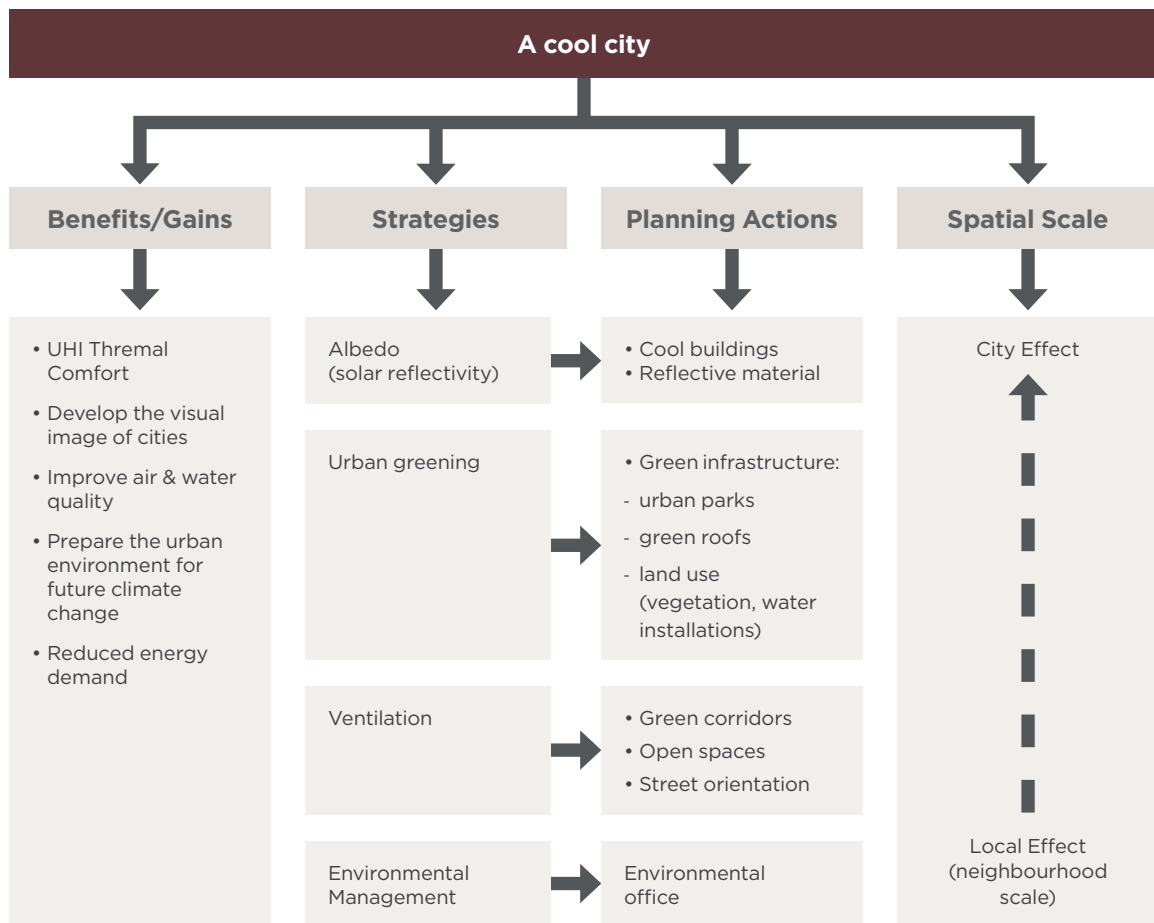 A cool city
Benefits/Gains
Strategies
Planning Actions
Spatial Scale
• UHI Thremal
Comfort
• Develop the visual
image of cities
• Improve air & water
quality
• Prepare the urban
environment for
future climate
change
• Reduced energy
demand
Albedo
(solar reflectivity)
• Cool buildings
• Reflective material
Urban greening
• Green infrastructure:
- urban parks
- green roofs
- land use
(vegetation, water
installations)
Ventilation
• Green corridors
• Open spaces
• Street orientation
Environmental
Management
Environmental
office
City Effect
Local Effect
(neighbourhood
scale)